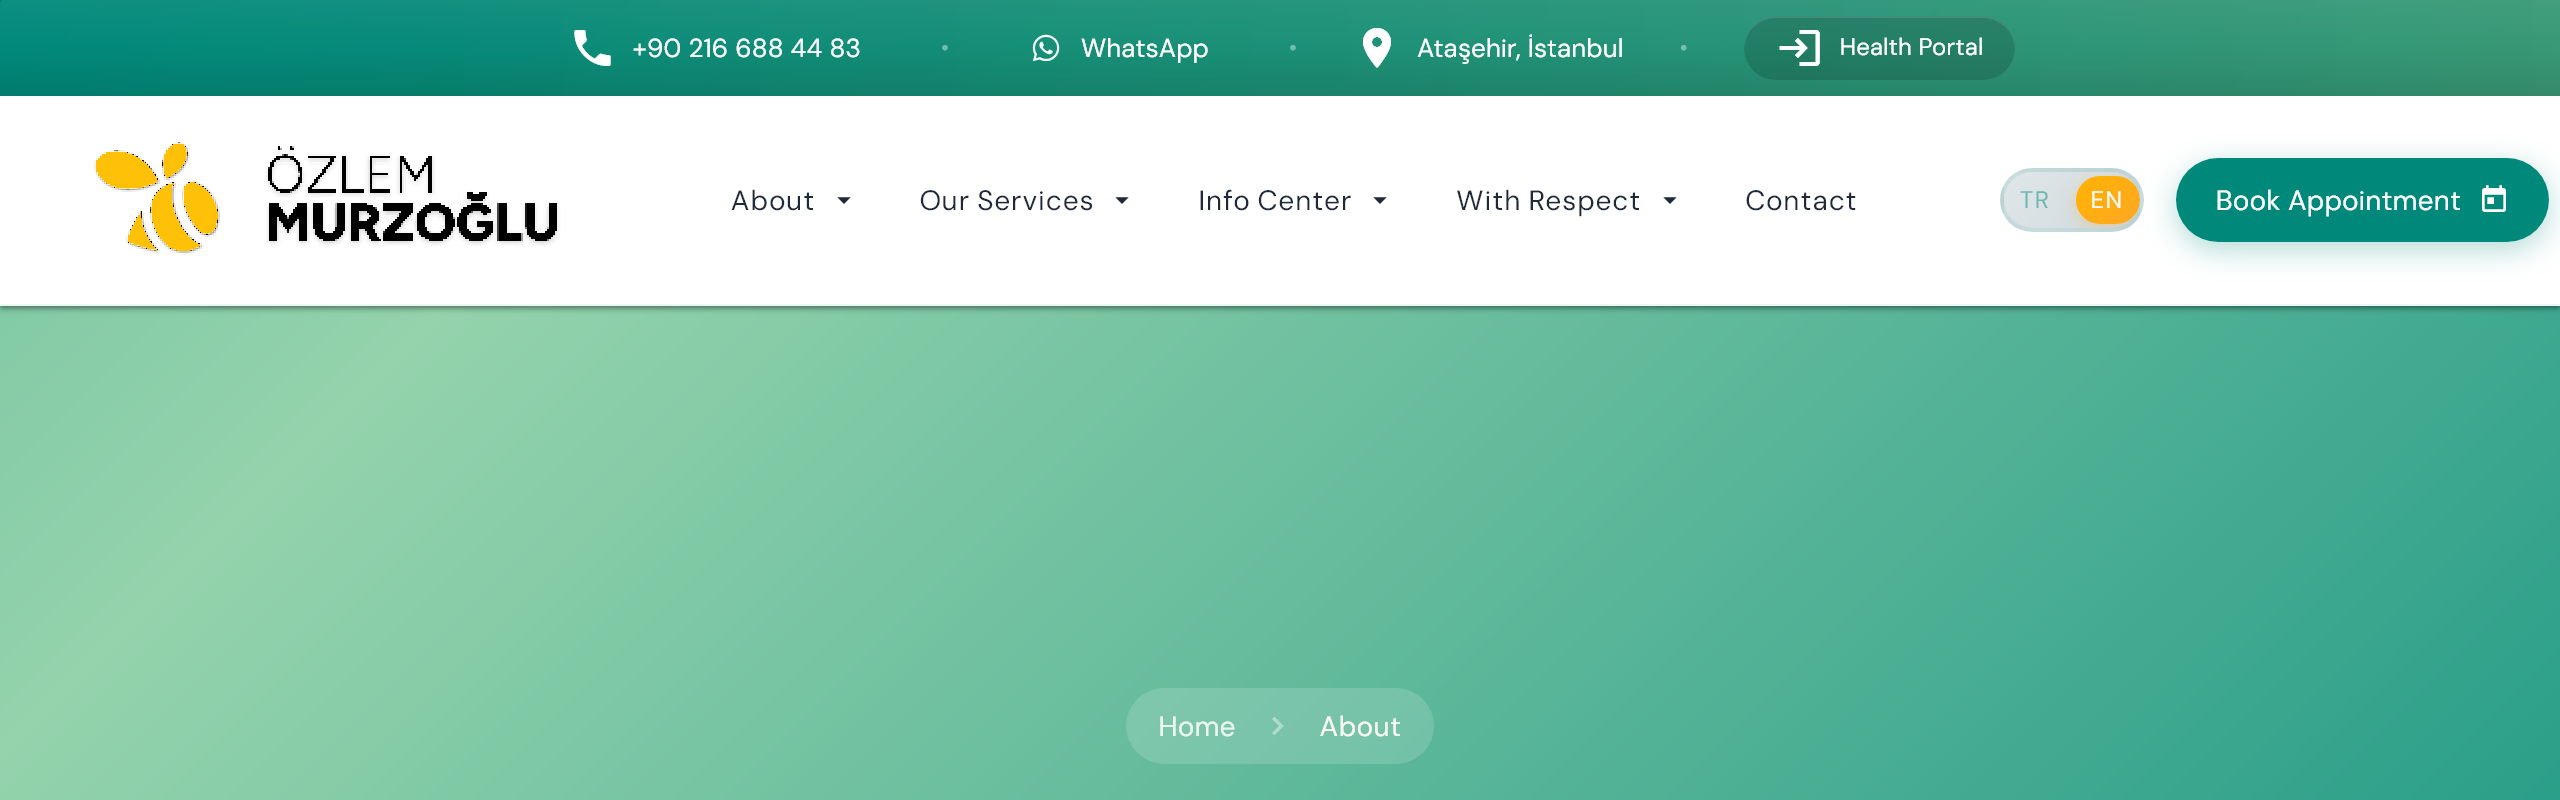 +90 216 688 44 83 • WhatsApp • Ataşehir, İstanbul • Health Portal
ÖZLEM
MURZOĞLU
About Our Services Info Center With Respect Contact TR EN Book Appointment
Home > About